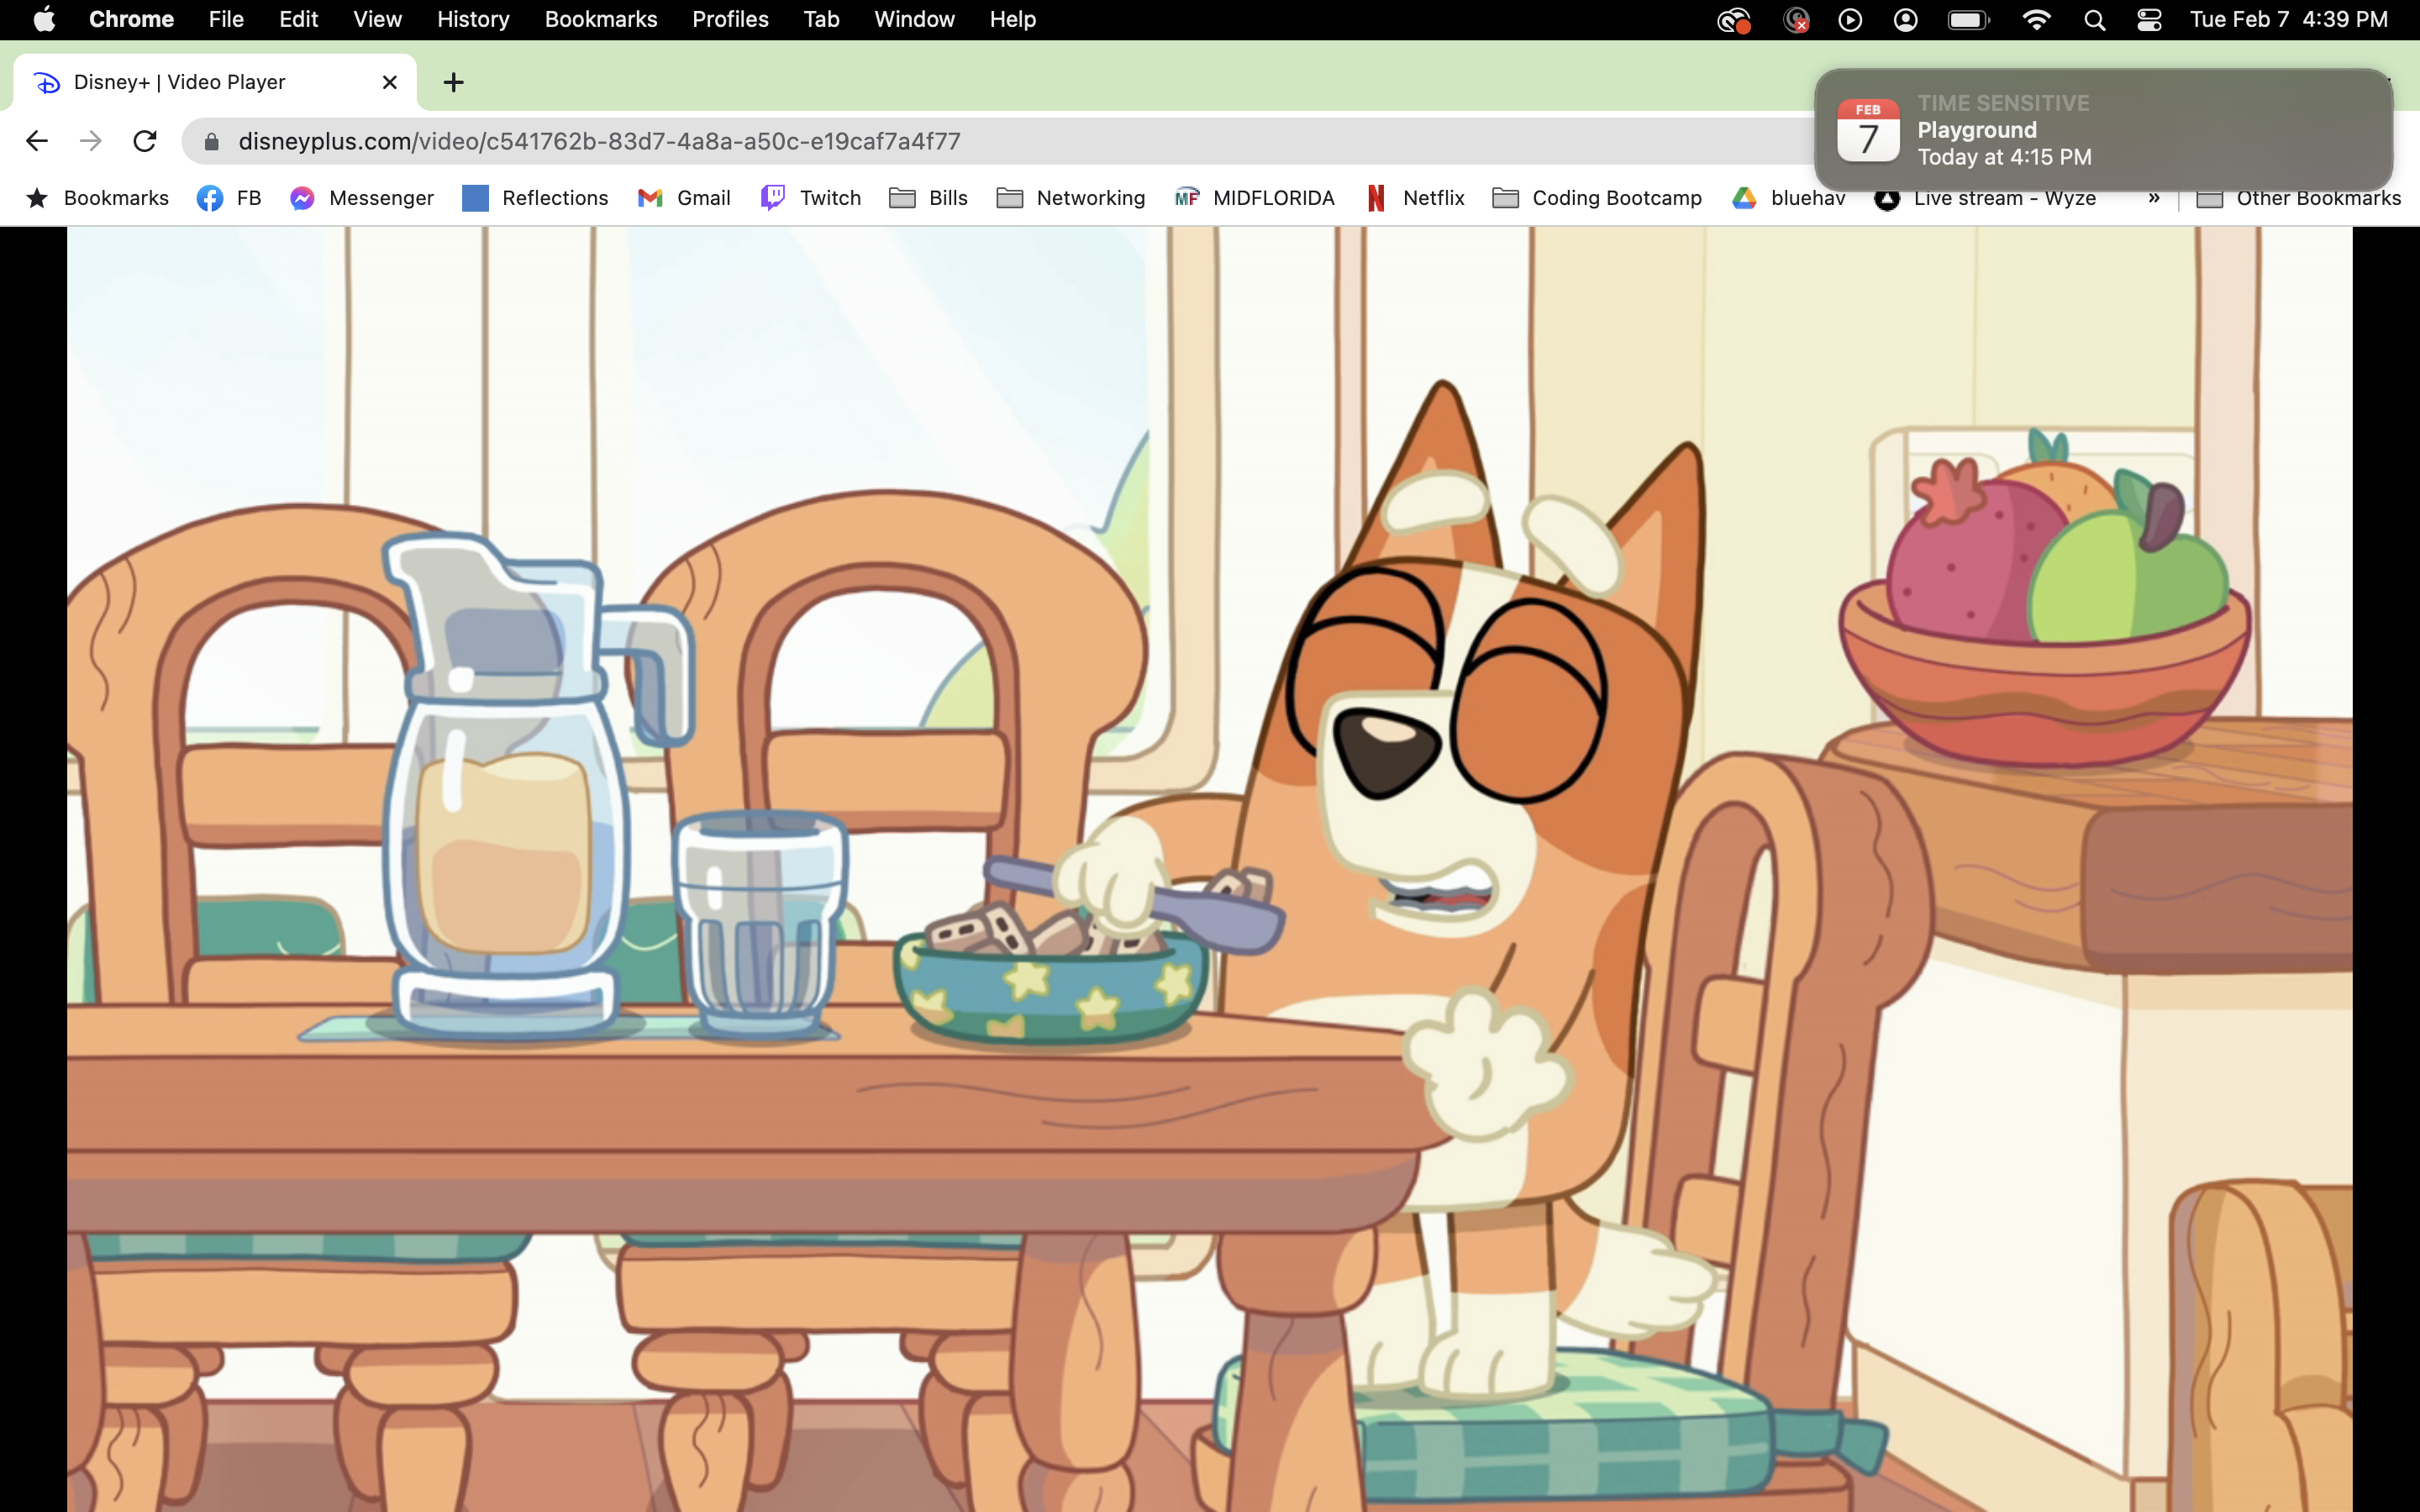 Chrome File Edit View History Bookmarks Profiles Tab Window Help Tue Feb 7 4:39 PM
Disney+ | Video Player
disneyplus.com/video/c541762b-83d7-4a8a-a50c-e19caf7a4f77
FEB
7
TIME SENSITIVE
Playground
Today at 4:15 PM
Bookmarks FB Messenger Reflections Gmail Twitch Bills Networking MF MIDFLORIDA Netflix Coding Bootcamp bluehav Live stream - Wyze » Other Bookmarks